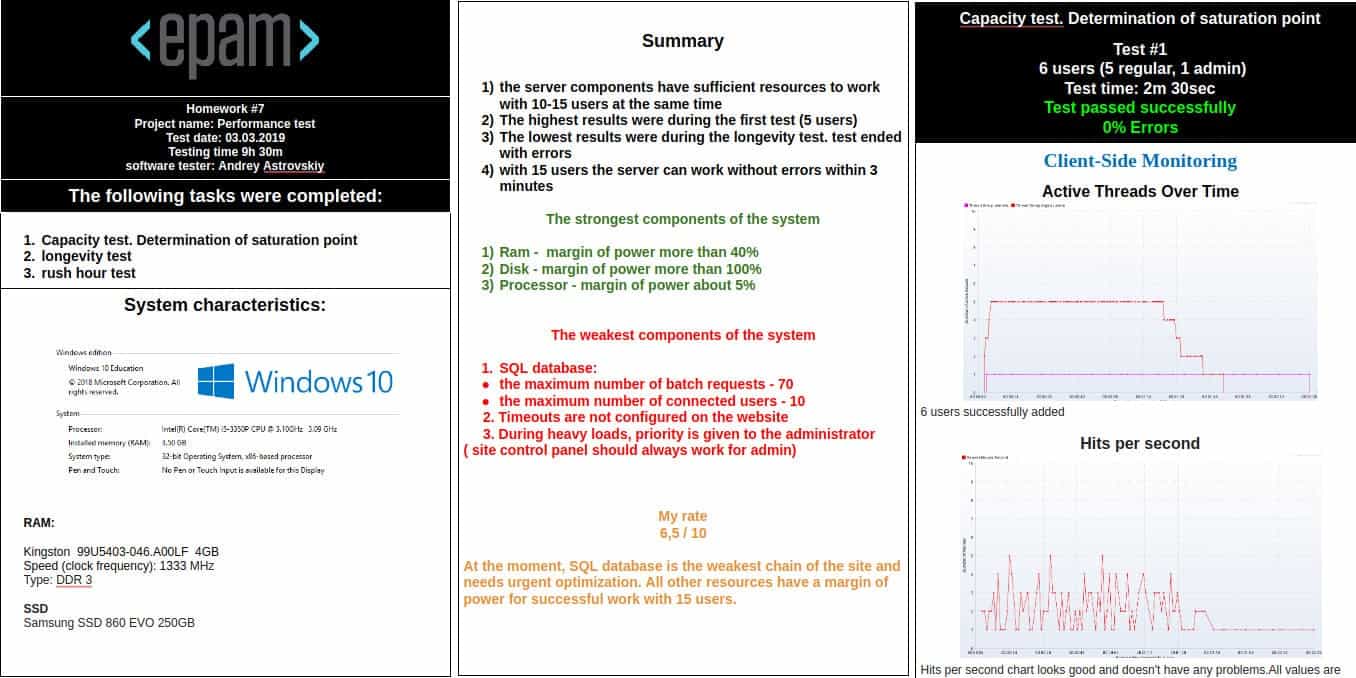 <epam>
Homework #7
Project name: Performance test
Test date: 03.03.2019
Testing time 9h 30m
software tester: Andrey Astrovskiy
The following tasks were completed:
1. Capacity test. Determination of saturation point
2. longevity test
3. rush hour test
System characteristics:
Windows edition
Windows 10 Education
© 2018 Microsoft Corporation. All
rights reserved.
Windows 10
System
Processor: Intel(R) Core(TM) i5-3350P CPU @ 3.10GHz 3.09 GHz
Installed memory (RAM): 3.50 GB
System type: 32-bit Operating System, x86-based processor
Pen and Touch: No Pen or Touch Input is available for this Display
RAM:
Kingston 99U5403-046.A00LF 4GB
Speed (clock frequency): 1333 MHz
Type: DDR 3
SSD
Samsung SSD 860 EVO 250GB
Summary
1) the server components have sufficient resources to work
with 10-15 users at the same time
2) The highest results were during the first test (5 users)
3) The lowest results were during the longevity test. test ended
with errors
4) with 15 users the server can work without errors within 3
minutes
The strongest components of the system
1) Ram - margin of power more than 40%
2) Disk - margin of power more than 100%
3) Processor - margin of power about 5%
The weakest components of the system
1. SQL database:
● the maximum number of batch requests - 70
● the maximum number of connected users - 10
2. Timeouts are not configured on the website
3. During heavy loads, priority is given to the administrator
( site control panel should always work for admin)
My rate
6,5 / 10
At the moment, SQL database is the weakest chain of the site and
needs urgent optimization. All other resources have a margin of
power for successful work with 15 users.
Capacity test. Determination of saturation point
Test #1
6 users (5 regular, 1 admin)
Test time: 2m 30sec
Test passed successfully
0% Errors
Client-Side Monitoring
Active Threads Over Time
6 users successfully added
Hits per second
Hits per second chart looks good and doesn't have any problems.All values are